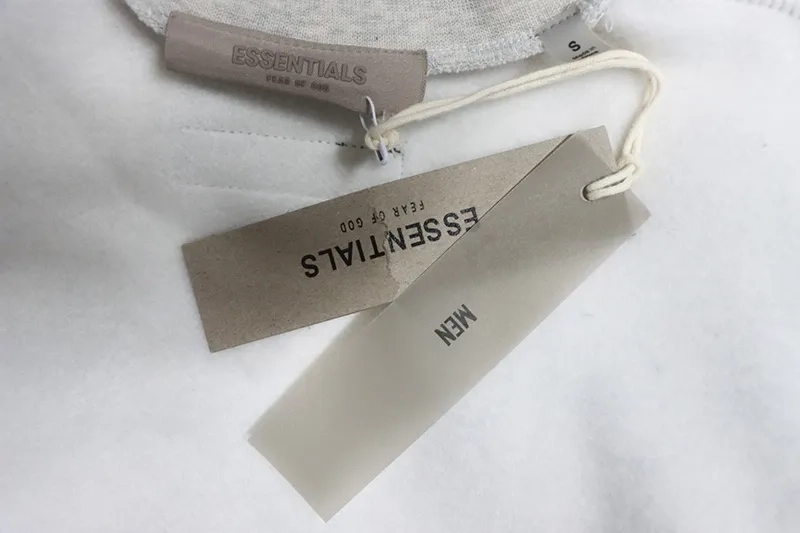 ESSENTIALS
FEAR OF GOD
S
ESSENTIALS
FEAR OF GOD
MEN